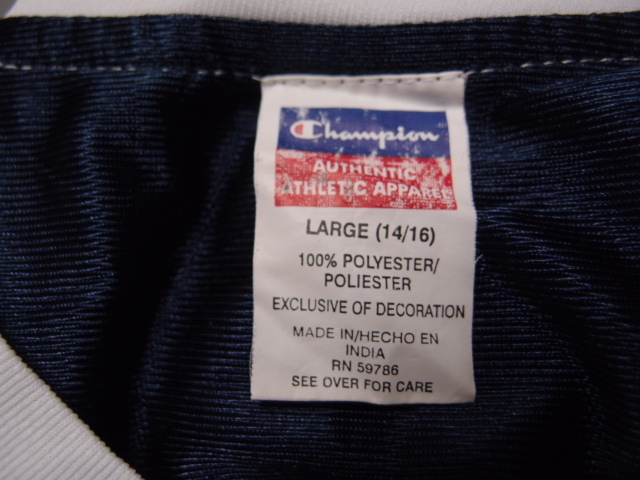 Champion
AUTHENTIC
ATHLETIC APPAREL
LARGE (14/16)
100% POLYESTER/
POLIESTER
EXCLUSIVE OF DECORATION
MADE IN/HECHO EN
INDIA
RN 59786
SEE OVER FOR CARE